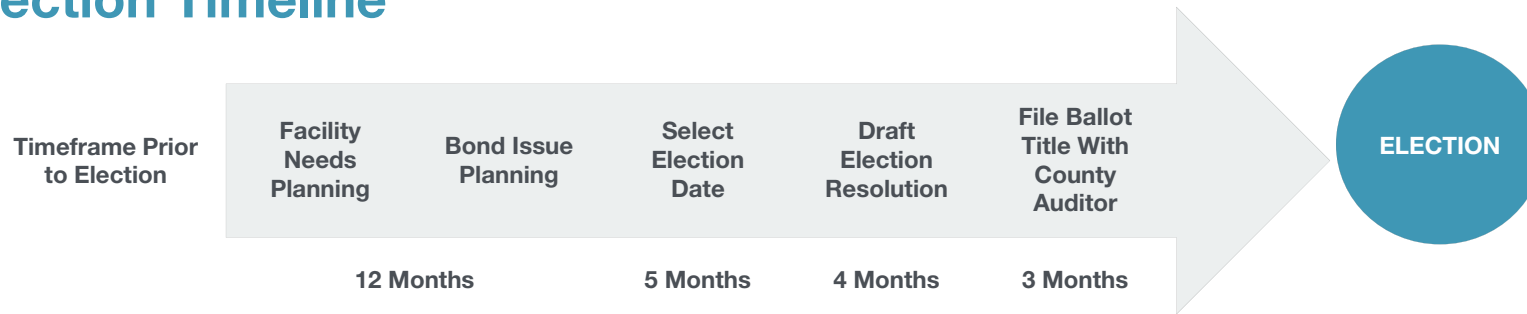 ection Timeline
Timeframe Prior
to Election
Facility
Needs
Planning
Bond Issue
Planning
Select
Election
Date
Draft
Election
Resolution
File Ballot
Title With
County
Auditor
ELECTION
12 Months
5 Months
4 Months
3 Months